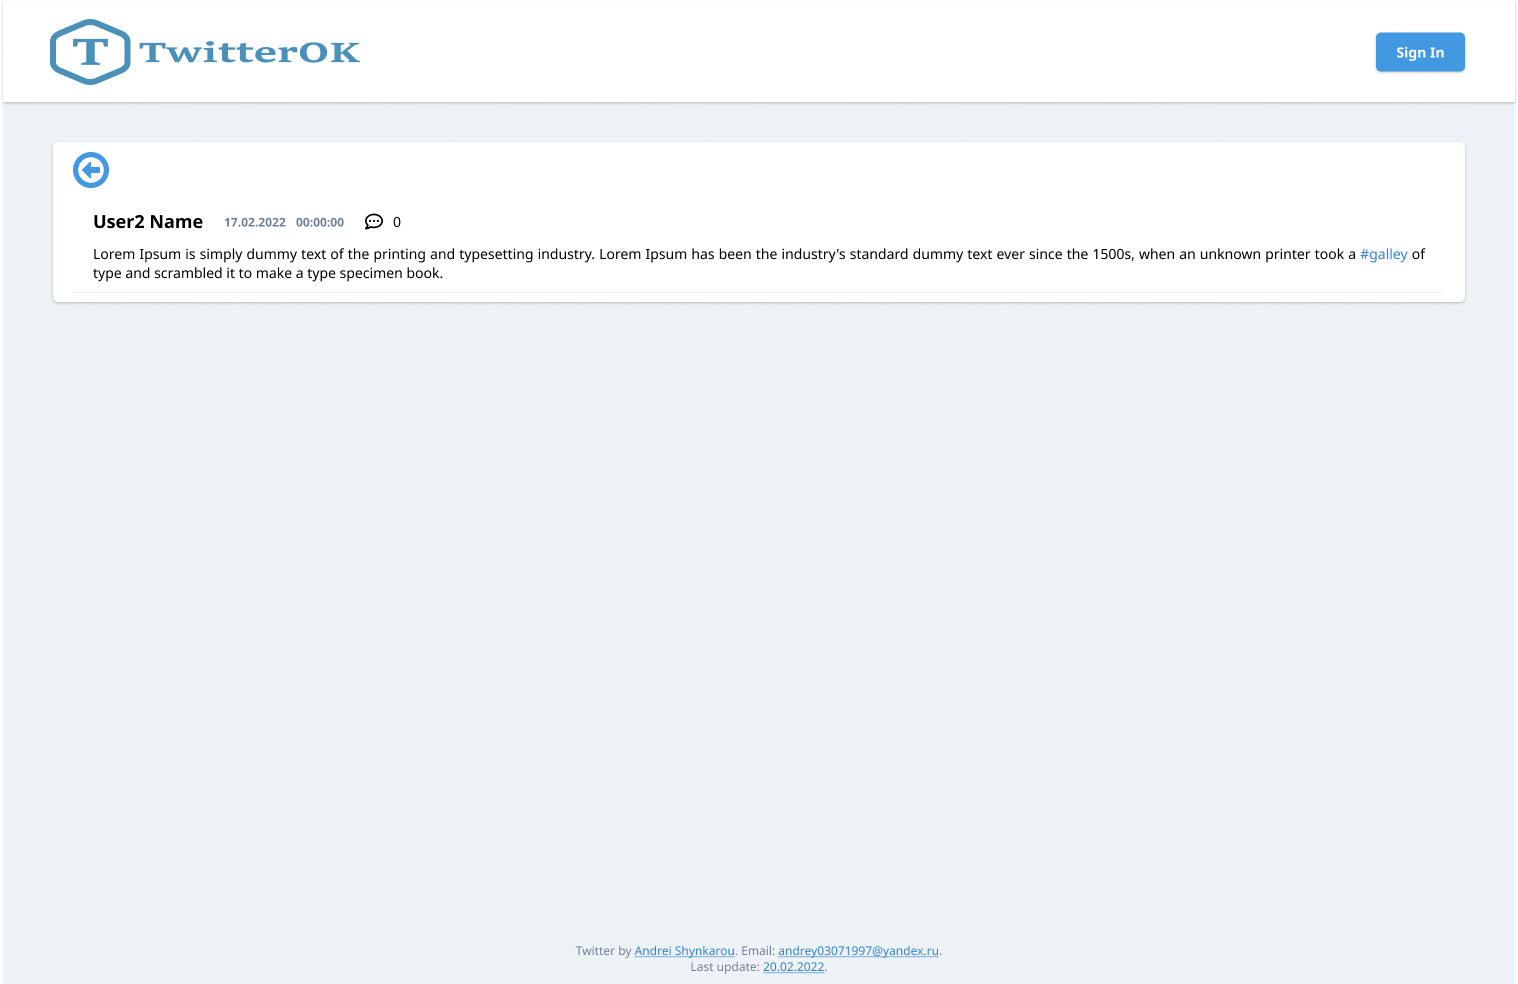 T TwitterOK
Sign In
User2 Name 17.02.2022 00:00:00 0
Lorem Ipsum is simply dummy text of the printing and typesetting industry. Lorem Ipsum has been the industry's standard dummy text ever since the 1500s, when an unknown printer took a #galley of
type and scrambled it to make a type specimen book.
Twitter by Andrei Shynkarou. Email: andrey03071997@yandex.ru.
Last update: 20.02.2022.